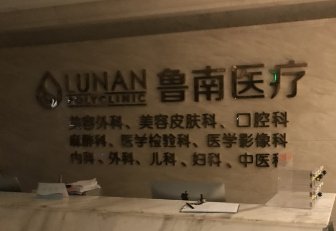 LUNAN 鲁南医疗
POLYCLINIC
美容外科、美容皮肤科、口腔科
麻醉科、医学检验科、医学影像科
内科、外科、儿科、妇科、中医科